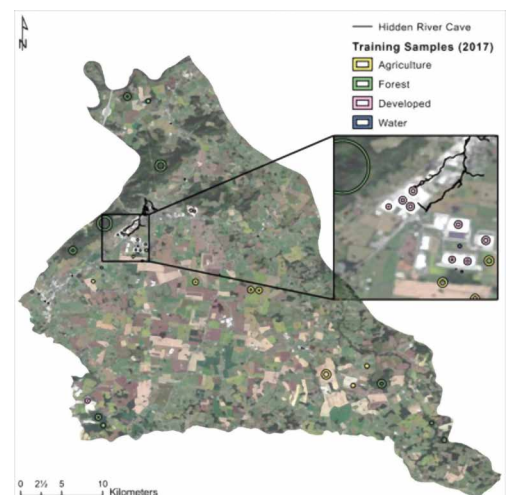 N
Hidden River Cave
Training Samples (2017)
Agriculture
Forest
Developed
Water
0 2½ 5 10
Kilometers